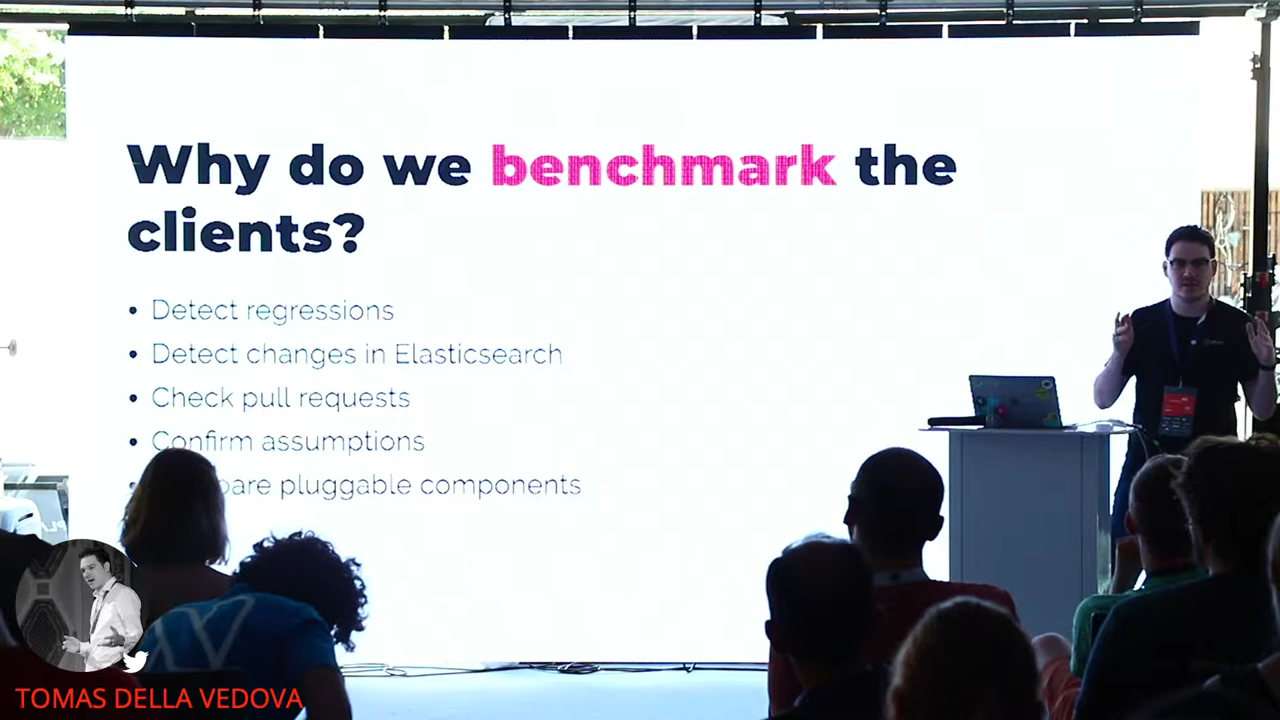 Why do we benchmark the
clients?
• Detect regressions
• Detect changes in Elasticsearch
• Check pull requests
• Confirm assumptions
pluggable components
TOMAS DELLA VEDOVA